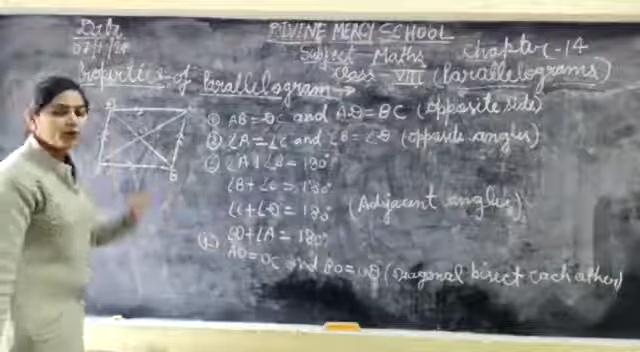 Date
DIVINE MERCY SCHOOL
Subject - Maths
Chapter - 14
Class - VIII (Parallelograms)
Properties of Parallelogram →
AB = DC and AD = BC (opposite side)
∠A = ∠C and ∠B = ∠D (opposite angles)
∠A + ∠B = 180°
∠B + ∠C = 180°
∠C + ∠D = 180° (Adjacent angles)
∠D + ∠A = 180°
AO = OC and BO = OD (Diagonal bisect each other)